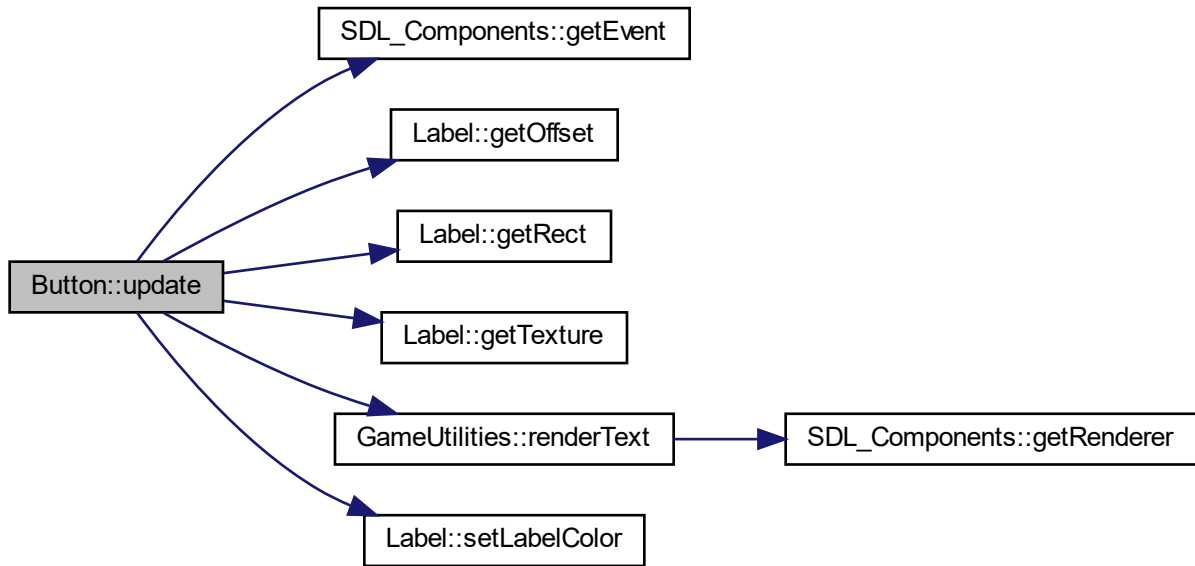 SDL_Components::getEvent
Label::getOffset
Label::getRect
Button::update
Label::getTexture
GameUtilities::renderText
SDL_Components::getRenderer
Label::setLabelColor